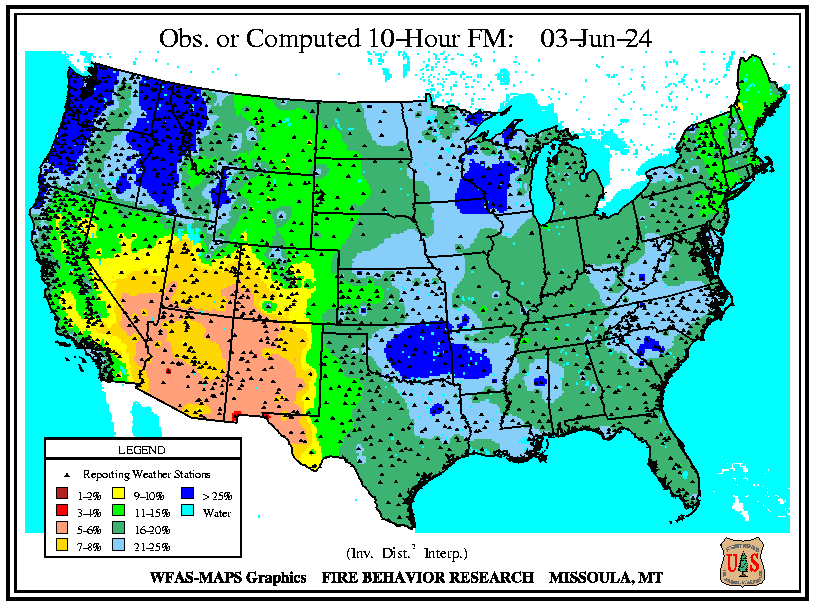 Obs. or Computed 10-Hour FM: 03-Jun-24
LEGEND
Reporting Weather Stations
1-2%
3-4%
5-6%
7-8%
9-10%
11-15%
16-20%
21-25%
> 25%
Water
(Inv. Dist.² Interp.)
WFAS-MAPS Graphics FIRE BEHAVIOR RESEARCH MISSOULA, MT
U S